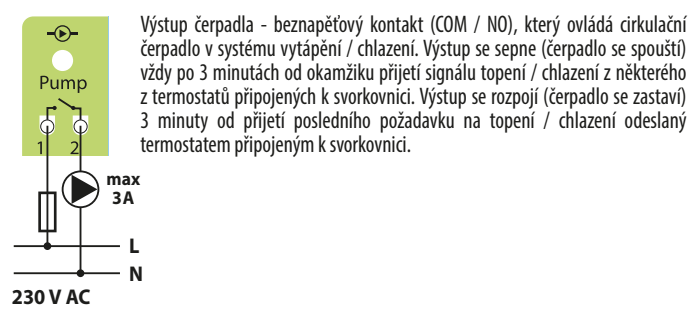 Výstup čerpadla - beznapěťový kontakt (COM / NO), který ovládá cirkulační
čerpadlo v systému vytápění / chlazení. Výstup se sepne (čerpadlo se spouští)
vždy po 3 minutách od okamžiku přijetí signálu topení / chlazení z některého
z termostatů připojených k svorkovnici. Výstup se rozpojí (čerpadlo se zastaví)
3 minuty od přijetí posledního požadavku na topení / chlazení odeslaný
termostatem připojeným k svorkovnici.
Pump
1 2
max
3A
L
N
230 V AC